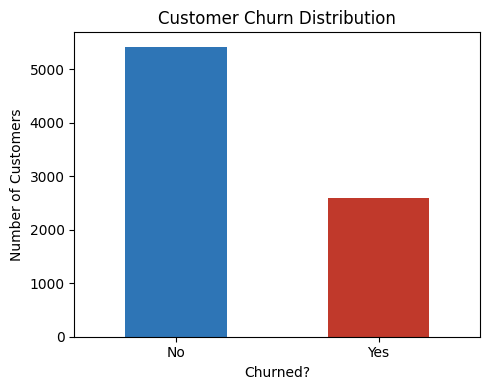 Customer Churn Distribution
Number of Customers
5000
4000
3000
2000
1000
0
No
Yes
Churned?